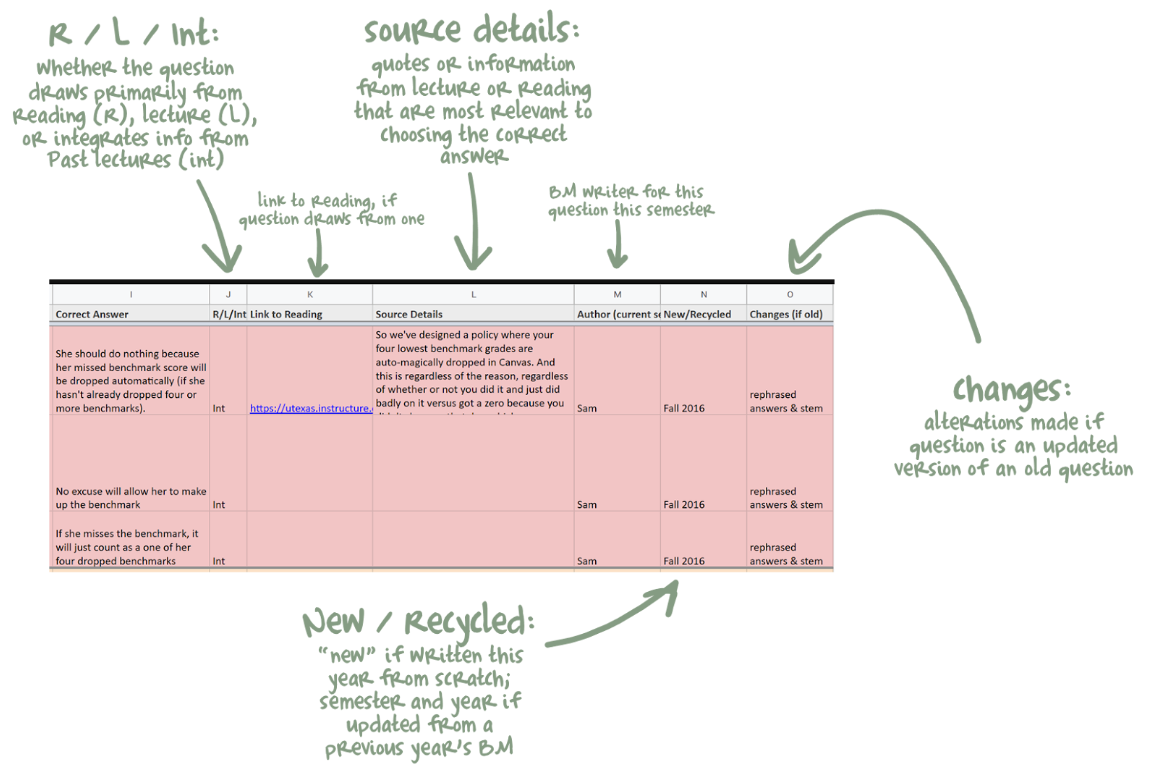 R / L / Int:
whether the question
draws primarily from
reading (R), lecture (L),
or integrates info from
Past lectures (int)
source details:
quotes or information
from lecture or reading
that are most relevant to
choosing the correct
answer
link to reading, if
question draws from one
BM writer for this
question this semester
I J K L M N O
Correct Answer R/L/Int Link to Reading Source Details Author (current se New/Recycled Changes (if old)
She should do nothing because
her missed benchmark score will
be dropped automatically (if she
hasn't already dropped four or
more benchmarks).
Int
https://utexas.instructure.
So we've designed a policy where your
four lowest benchmark grades are
auto-magically dropped in Canvas. And
this is regardless of the reason, regardless
of whether or not you did it and just did
badly on it versus got a zero because you
Sam
Fall 2016
rephrased
answers & stem
No excuse will allow her to make
up the benchmark
Int
Sam
Fall 2016
rephrased
answers & stem
If she misses the benchmark, it
will just count as a one of her
four dropped benchmarks
Int
Sam
Fall 2016
rephrased
answers & stem
changes:
alterations made if
question is an updated
version of an old question
New / Recycled:
"new" if written this
year from scratch;
semester and year if
updated from a
previous year's BM